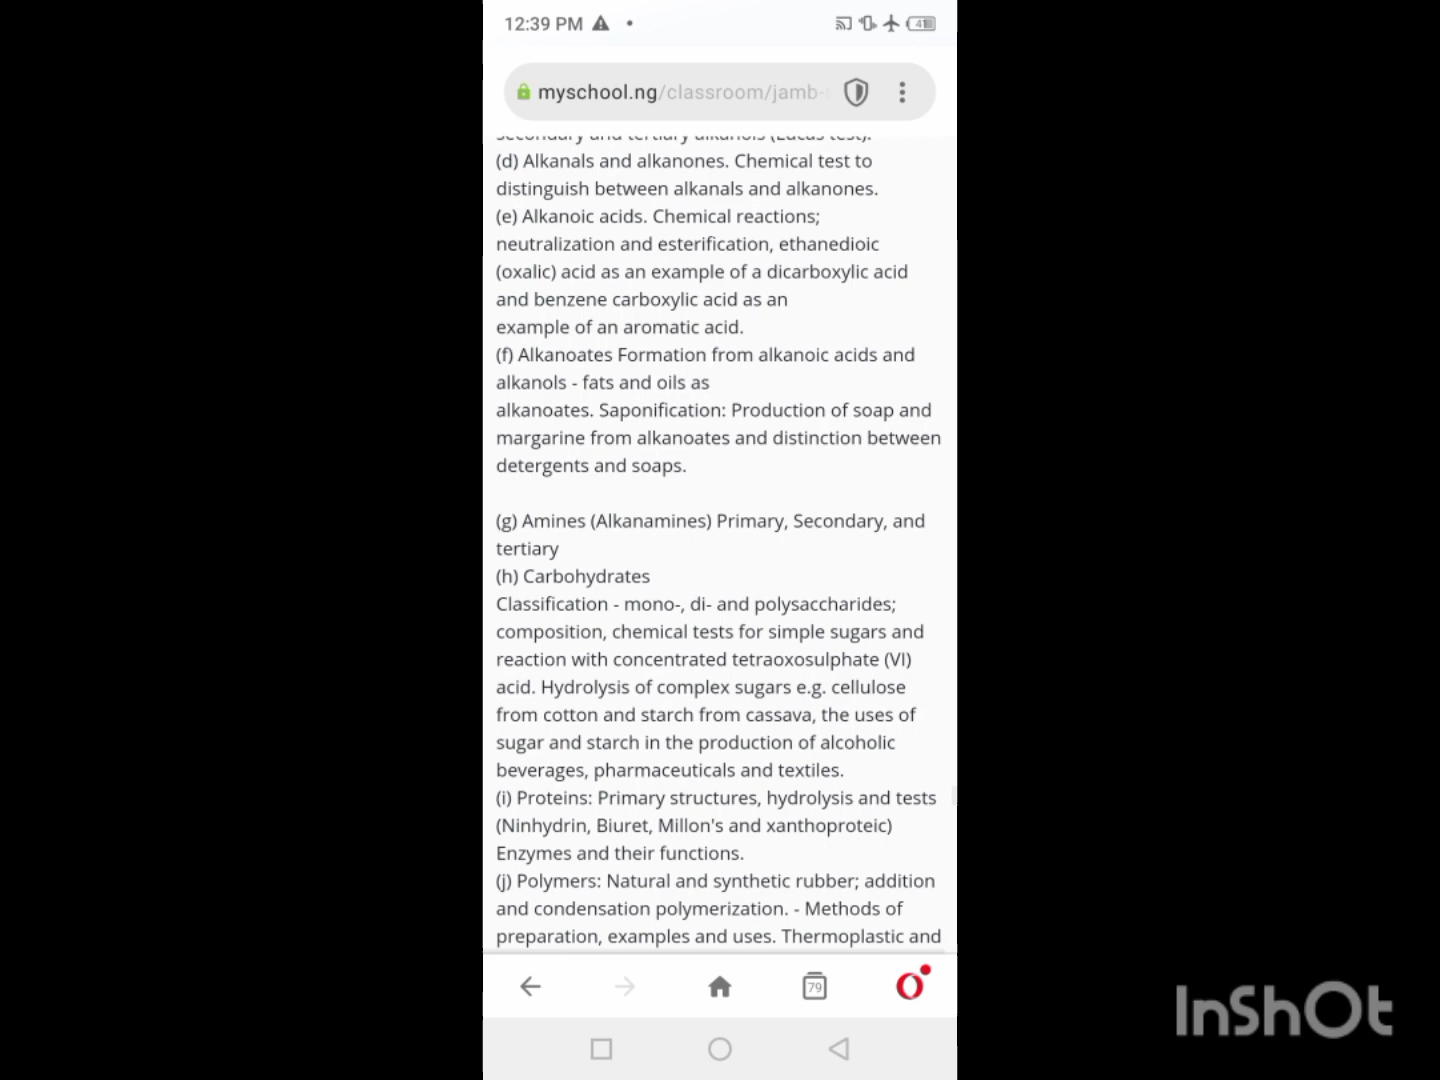 12:39 PM
41
myschool.ng/classroom/jamb-
secondary and tertiary alkanols (Lucas test).
(d) Alkanals and alkanones. Chemical test to
distinguish between alkanals and alkanones.
(e) Alkanoic acids. Chemical reactions;
neutralization and esterification, ethanedioic
(oxalic) acid as an example of a dicarboxylic acid
and benzene carboxylic acid as an
example of an aromatic acid.
(f) Alkanoates Formation from alkanoic acids and
alkanols - fats and oils as
alkanoates. Saponification: Production of soap and
margarine from alkanoates and distinction between
detergents and soaps.
(g) Amines (Alkanamines) Primary, Secondary, and
tertiary
(h) Carbohydrates
Classification - mono-, di- and polysaccharides;
composition, chemical tests for simple sugars and
reaction with concentrated tetraoxosulphate (VI)
acid. Hydrolysis of complex sugars e.g. cellulose
from cotton and starch from cassava, the uses of
sugar and starch in the production of alcoholic
beverages, pharmaceuticals and textiles.
(i) Proteins: Primary structures, hydrolysis and tests
(Ninhydrin, Biuret, Millon's and xanthoproteic)
Enzymes and their functions.
(j) Polymers: Natural and synthetic rubber; addition
and condensation polymerization. - Methods of
preparation, examples and uses. Thermoplastic and
79
InShOt